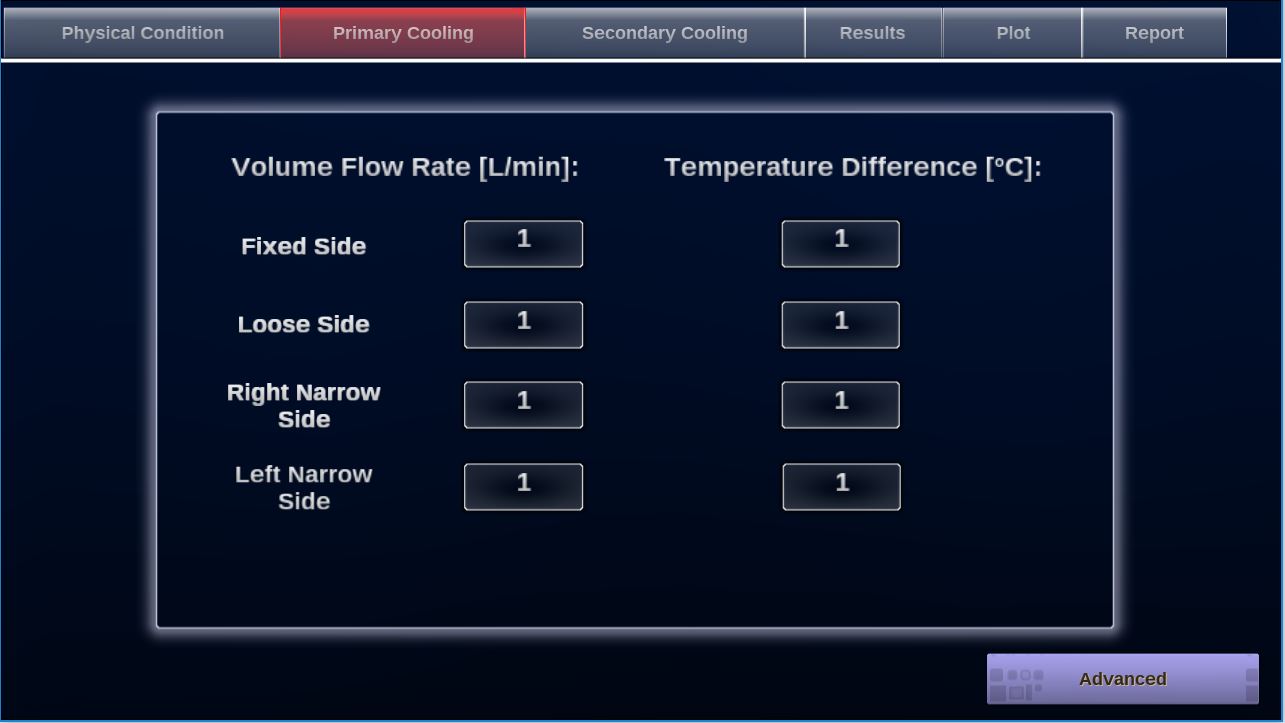 Physical Condition Primary Cooling Secondary Cooling Results Plot Report
Volume Flow Rate [L/min]: Temperature Difference [ºC]:
Fixed Side 1 1
Loose Side 1 1
Right Narrow
Side 1 1
Left Narrow
Side 1 1
Advanced